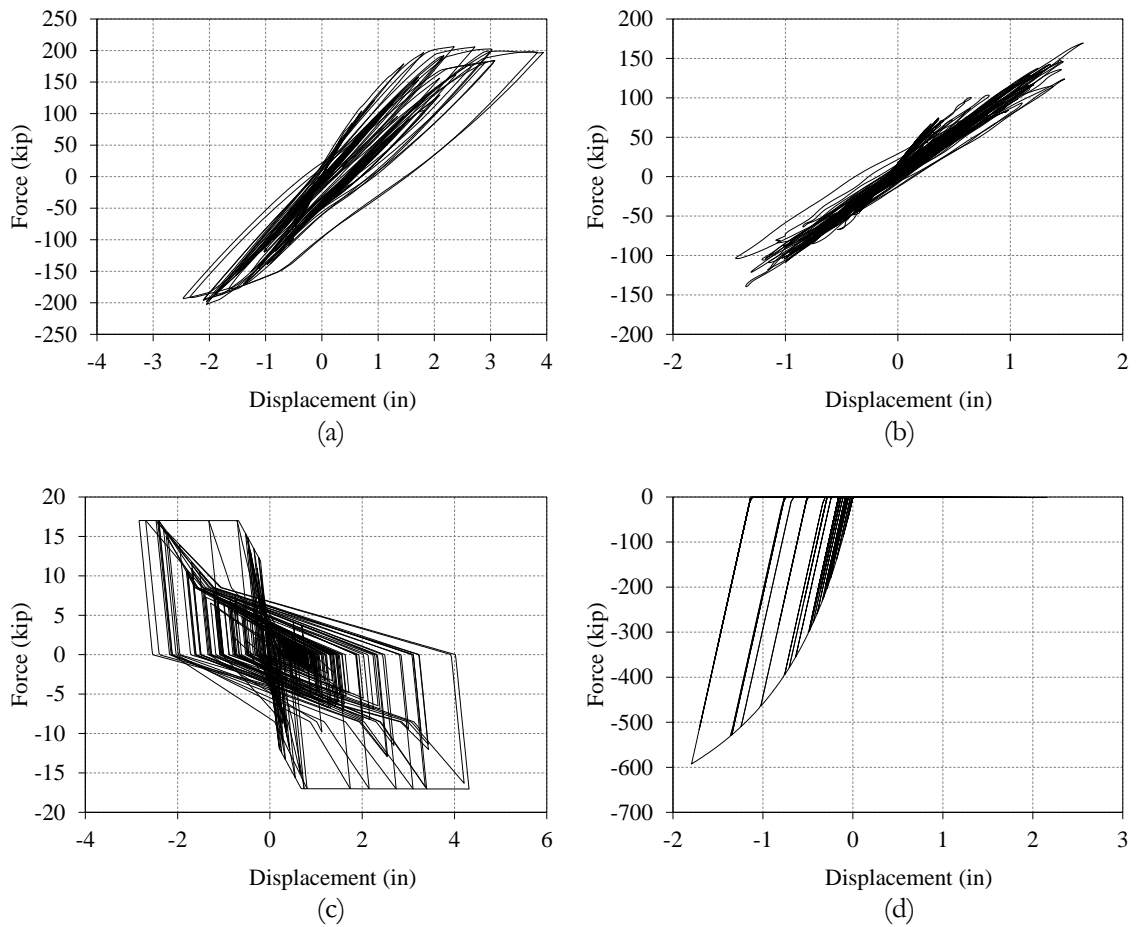 250
200
150
100
50
0
-50
-100
-150
-200
-250
-4 -3 -2 -1 0 1 2 3 4
Force (kip)
Displacement (in)
(a)
200
150
100
50
0
-50
-100
-150
-200
-2 -1 0 1 2
Force (kip)
Displacement (in)
(b)
20
15
10
5
0
-5
-10
-15
-20
-4 -2 0 2 4 6
Force (kip)
Displacement (in)
(c)
0
-100
-200
-300
-400
-500
-600
-700
-2 -1 0 1 2 3
Force (kip)
Displacement (in)
(d)